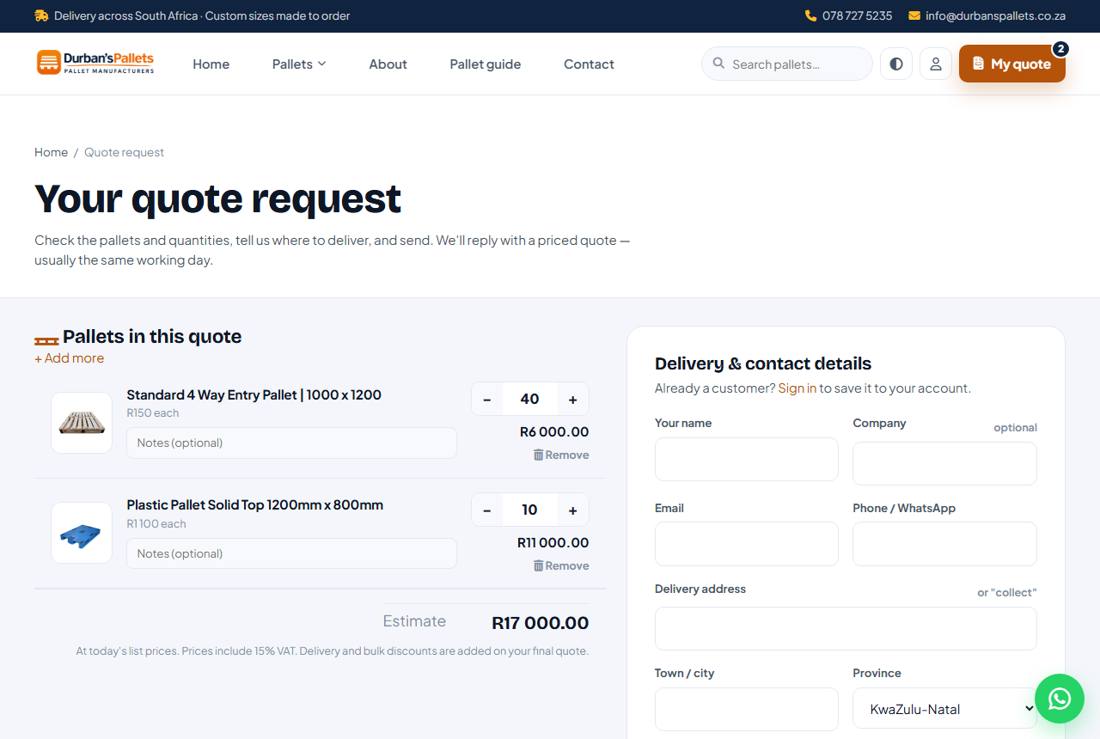 Delivery across South Africa · Custom sizes made to order
078 727 5235
info@durbanspallets.co.za
Durban'sPallets
PALLET MANUFACTURERS
Home
Pallets
About
Pallet guide
Contact
Search pallets…
My quote
2
Home / Quote request
Your quote request
Check the pallets and quantities, tell us where to deliver, and send. We'll reply with a priced quote —
usually the same working day.
Pallets in this quote
+ Add more
Standard 4 Way Entry Pallet | 1000 x 1200
R150 each
Notes (optional)
− 40 +
R6 000.00
Remove
Plastic Pallet Solid Top 1200mm x 800mm
R1 100 each
Notes (optional)
− 10 +
R11 000.00
Remove
Estimate R17 000.00
At today's list prices. Prices include 15% VAT. Delivery and bulk discounts are added on your final quote.
Delivery & contact details
Already a customer? Sign in to save it to your account.
Your name
Company optional
Email
Phone / WhatsApp
Delivery address or "collect"
Town / city
Province
KwaZulu-Natal